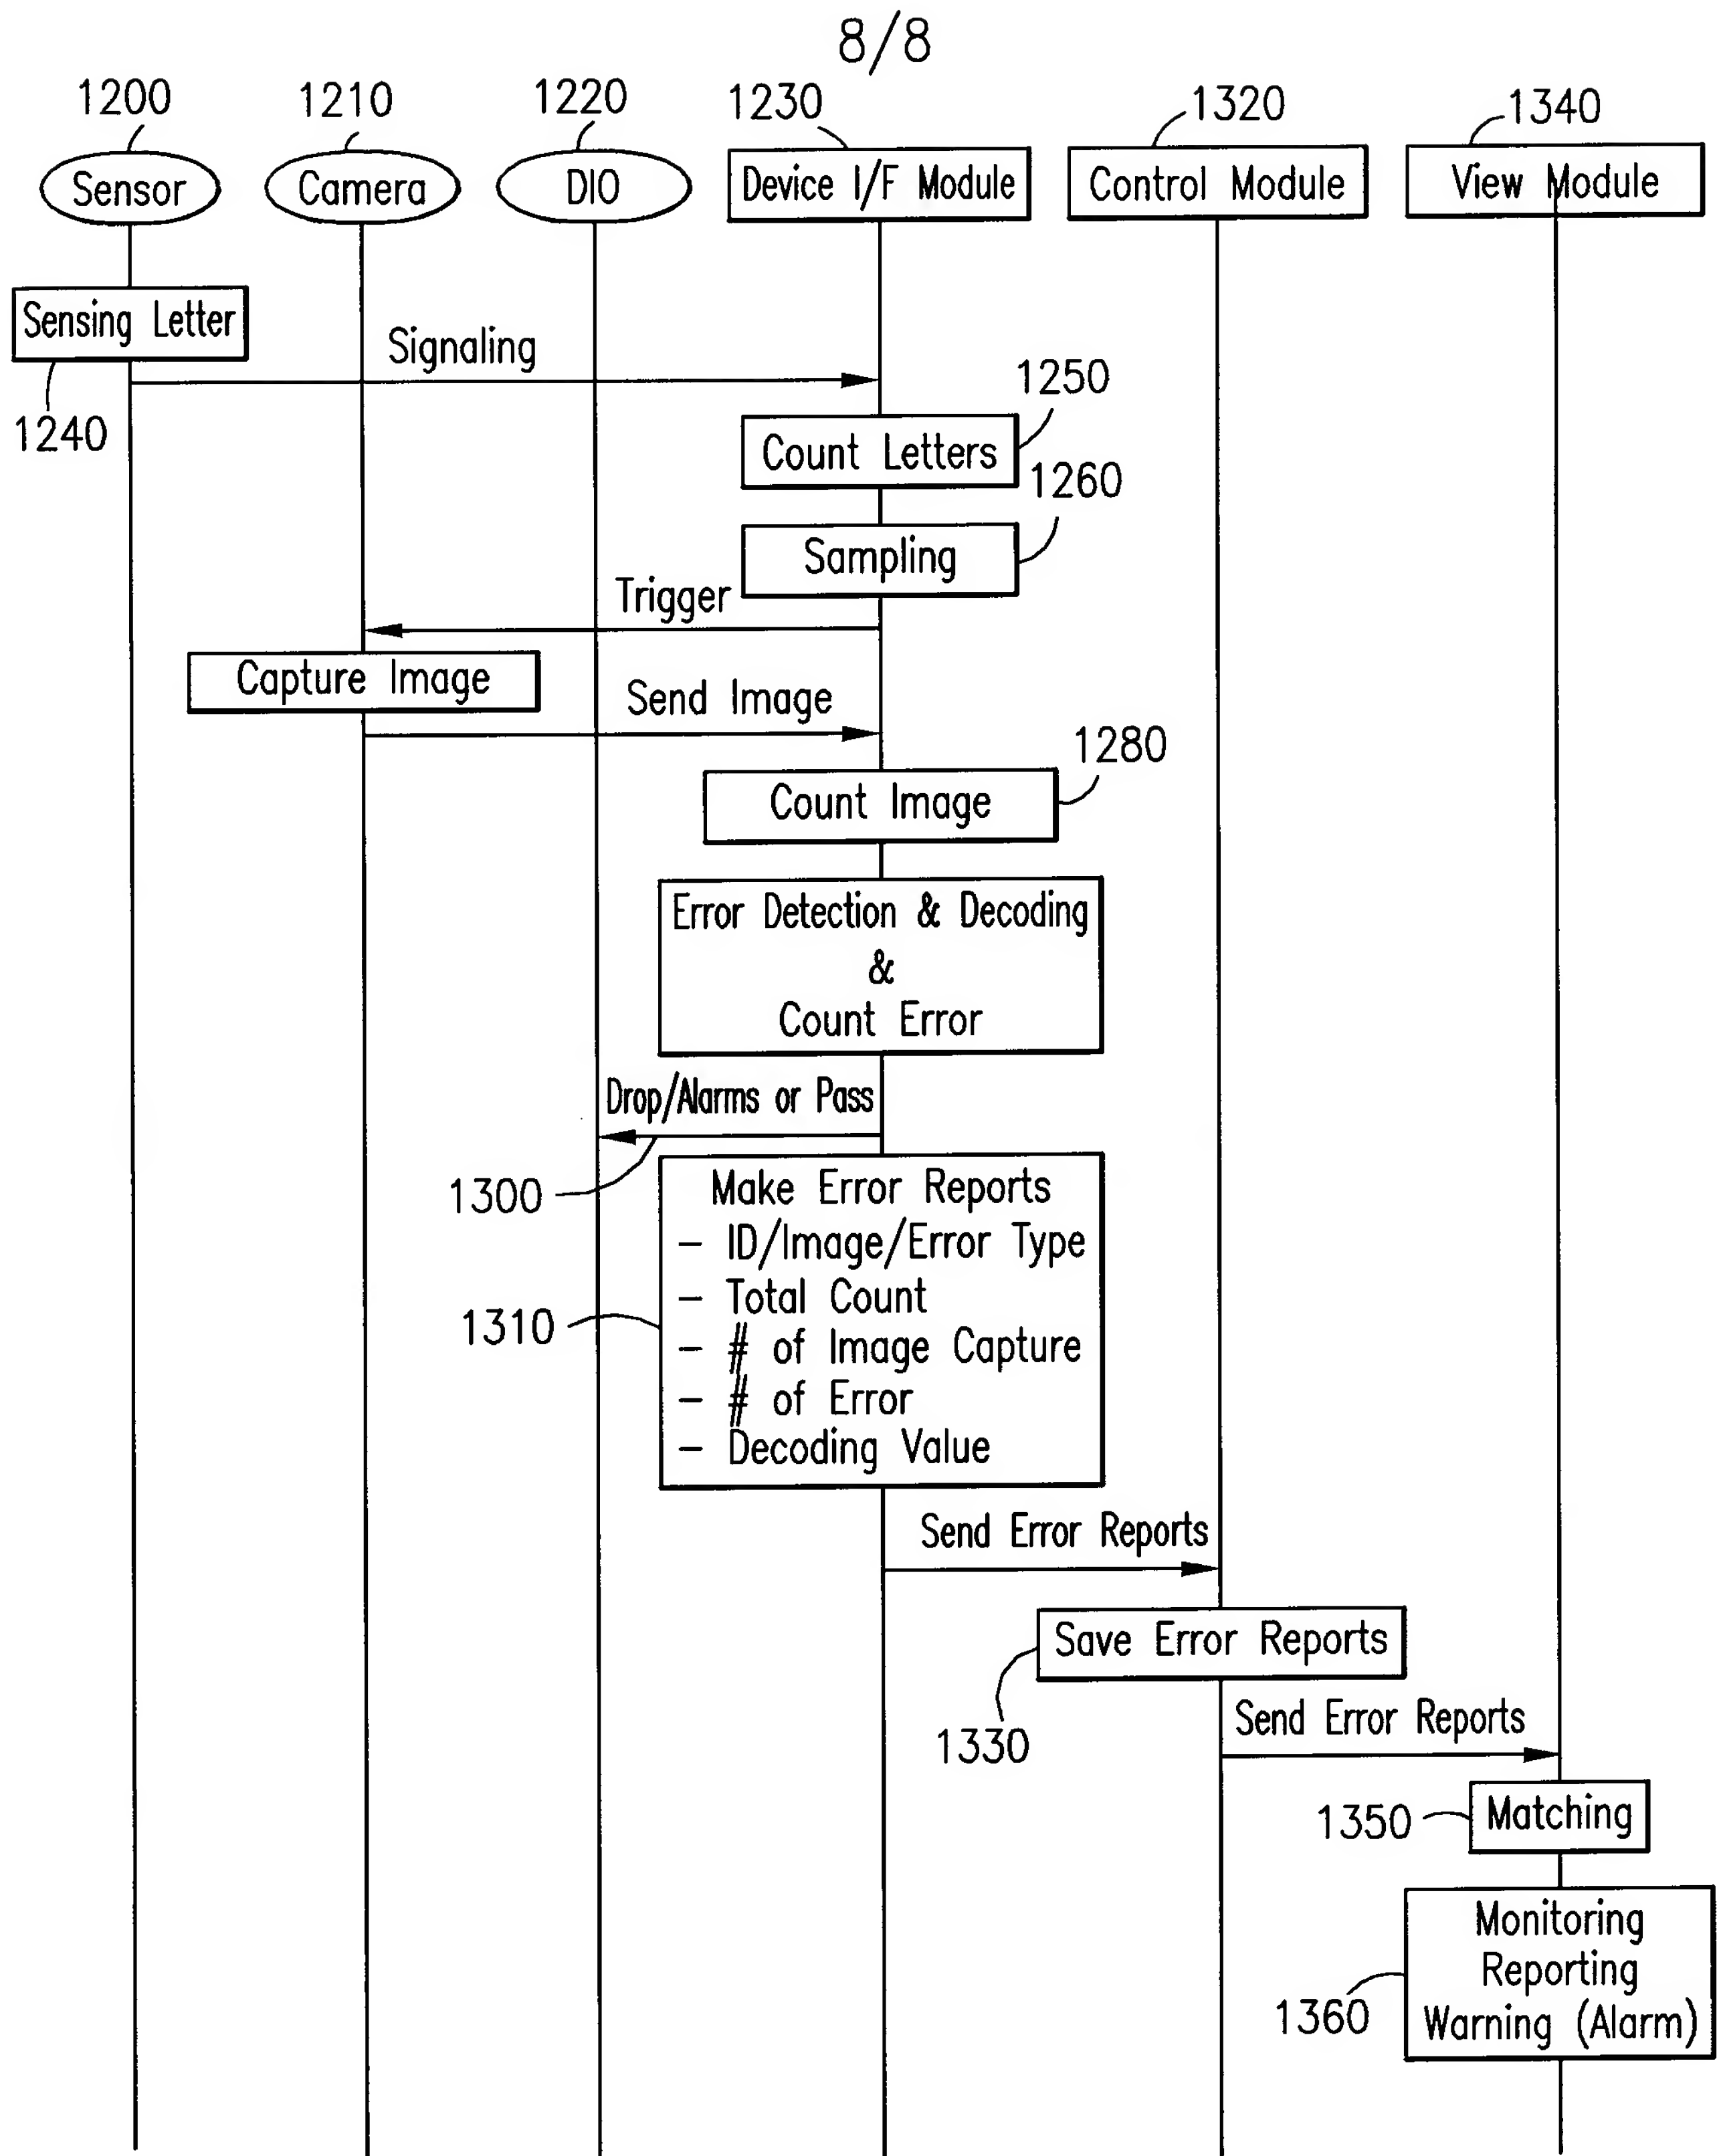 8/8
1200
1210
1220
1230
1320
1340
Sensor
Camera
DIO
Device I/F Module
Control Module
View Module
Sensing Letter
1240
Signaling
1250
Count Letters
1260
Sampling
Trigger
Capture Image
Send Image
1280
Count Image
Error Detection & Decoding
&
Count Error
Drop/Alarms or Pass
1300
Make Error Reports
- ID/Image/Error Type
- Total Count
- # of Image Capture
- # of Error
- Decoding Value
1310
Send Error Reports
Save Error Reports
1330
Send Error Reports
1350
Matching
Monitoring
Reporting
Warning (Alarm)
1360